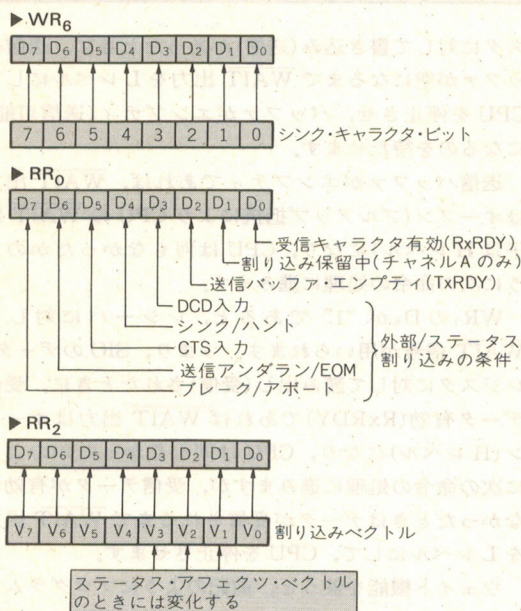 ▶ WR6
D7 D6 D5 D4 D3 D2 D1 D0
7 6 5 4 3 2 1 0 シンク・キャラクタ・ビット
▶ RR0
D7 D6 D5 D4 D3 D2 D1 D0
受信キャラクタ有効(RxRDY)
割り込み保留中(チャネルAのみ)
送信バッファ・エンプティ(TxRDY)
DCD入力
シンク/ハント
CTS入力
送信アンダラン/EOM
ブレーク/アボート
外部/ステータス
割り込みの条件
▶ RR2
D7 D6 D5 D4 D3 D2 D1 D0
V7 V6 V5 V4 V3 V2 V1 V0 割り込みベクトル
ステータス・アフェクツ・ベクトル
のときには変化する